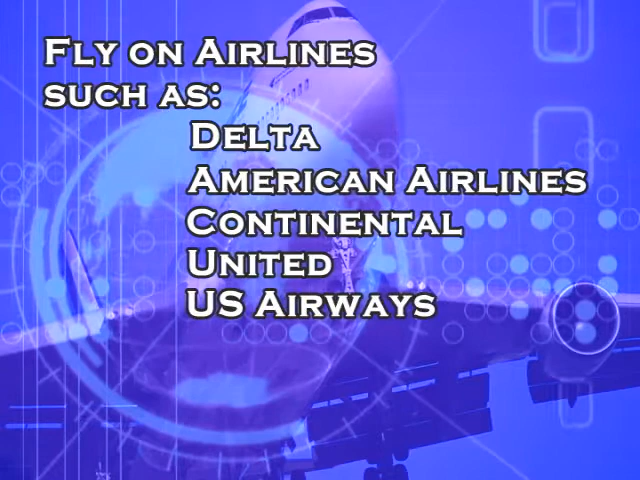 Fly on Airlines
such as:
Delta
American Airlines
Continental
United
US Airways